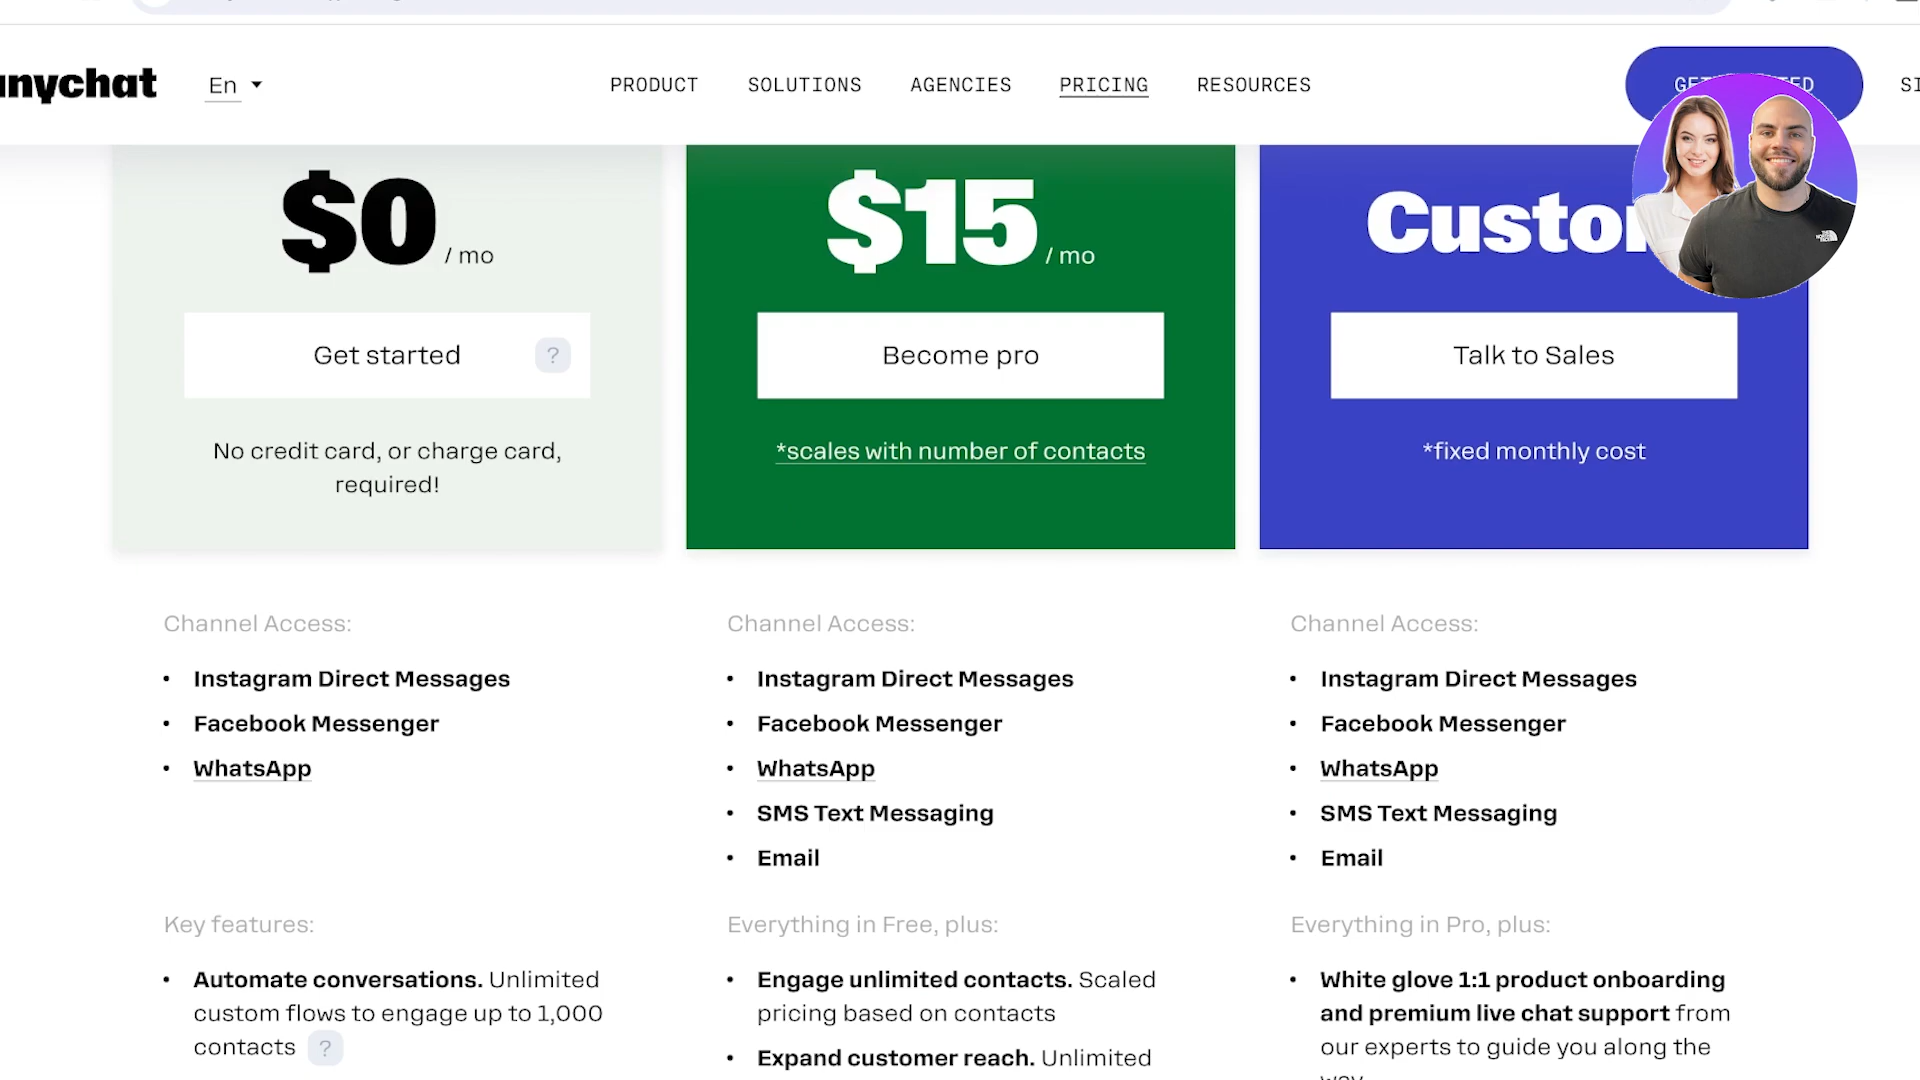 nychat
En
PRODUCT
SOLUTIONS
AGENCIES
PRICING
RESOURCES
$0 / mo
Get started ?
No credit card, or charge card,
required!
$15 / mo
Become pro
*scales with number of contacts
Custo
Talk to Sales
*fixed monthly cost
Channel Access:
• Instagram Direct Messages
• Facebook Messenger
• WhatsApp
Key features:
• Automate conversations. Unlimited
custom flows to engage up to 1,000
contacts ?
Channel Access:
• Instagram Direct Messages
• Facebook Messenger
• WhatsApp
• SMS Text Messaging
• Email
Everything in Free, plus:
• Engage unlimited contacts. Scaled
pricing based on contacts
• Expand customer reach. Unlimited
Channel Access:
• Instagram Direct Messages
• Facebook Messenger
• WhatsApp
• SMS Text Messaging
• Email
Everything in Pro, plus:
• White glove 1:1 product onboarding
and premium live chat support from
our experts to guide you along the